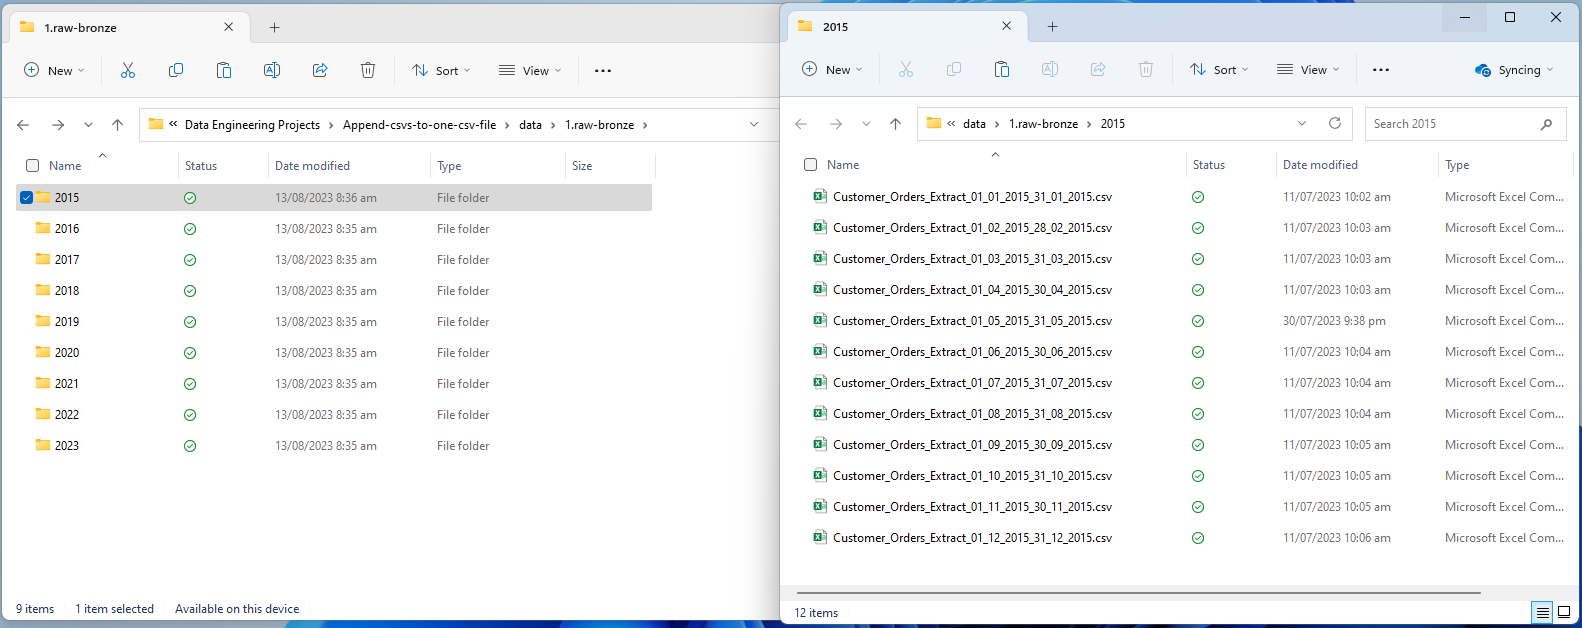 1.raw-bronze
New
Sort
View
Data Engineering Projects
Append-csvs-to-one-csv-file
data
1.raw-bronze
Name Status Date modified Type Size
2015 13/08/2023 8:36 am File folder
2016 13/08/2023 8:35 am File folder
2017 13/08/2023 8:35 am File folder
2018 13/08/2023 8:35 am File folder
2019 13/08/2023 8:35 am File folder
2020 13/08/2023 8:35 am File folder
2021 13/08/2023 8:35 am File folder
2022 13/08/2023 8:35 am File folder
2023 13/08/2023 8:35 am File folder
9 items 1 item selected Available on this device
2015
New
Sort
View
Syncing
data
1.raw-bronze
2015
Search 2015
Name Status Date modified Type
Customer_Orders_Extract_01_01_2015_31_01_2015.csv 11/07/2023 10:02 am Microsoft Excel Com...
Customer_Orders_Extract_01_02_2015_28_02_2015.csv 11/07/2023 10:03 am Microsoft Excel Com...
Customer_Orders_Extract_01_03_2015_31_03_2015.csv 11/07/2023 10:03 am Microsoft Excel Com...
Customer_Orders_Extract_01_04_2015_30_04_2015.csv 11/07/2023 10:03 am Microsoft Excel Com...
Customer_Orders_Extract_01_05_2015_31_05_2015.csv 30/07/2023 9:38 pm Microsoft Excel Com...
Customer_Orders_Extract_01_06_2015_30_06_2015.csv 11/07/2023 10:04 am Microsoft Excel Com...
Customer_Orders_Extract_01_07_2015_31_07_2015.csv 11/07/2023 10:04 am Microsoft Excel Com...
Customer_Orders_Extract_01_08_2015_31_08_2015.csv 11/07/2023 10:04 am Microsoft Excel Com...
Customer_Orders_Extract_01_09_2015_30_09_2015.csv 11/07/2023 10:05 am Microsoft Excel Com...
Customer_Orders_Extract_01_10_2015_31_10_2015.csv 11/07/2023 10:05 am Microsoft Excel Com...
Customer_Orders_Extract_01_11_2015_30_11_2015.csv 11/07/2023 10:05 am Microsoft Excel Com...
Customer_Orders_Extract_01_12_2015_31_12_2015.csv 11/07/2023 10:06 am Microsoft Excel Com...
12 items